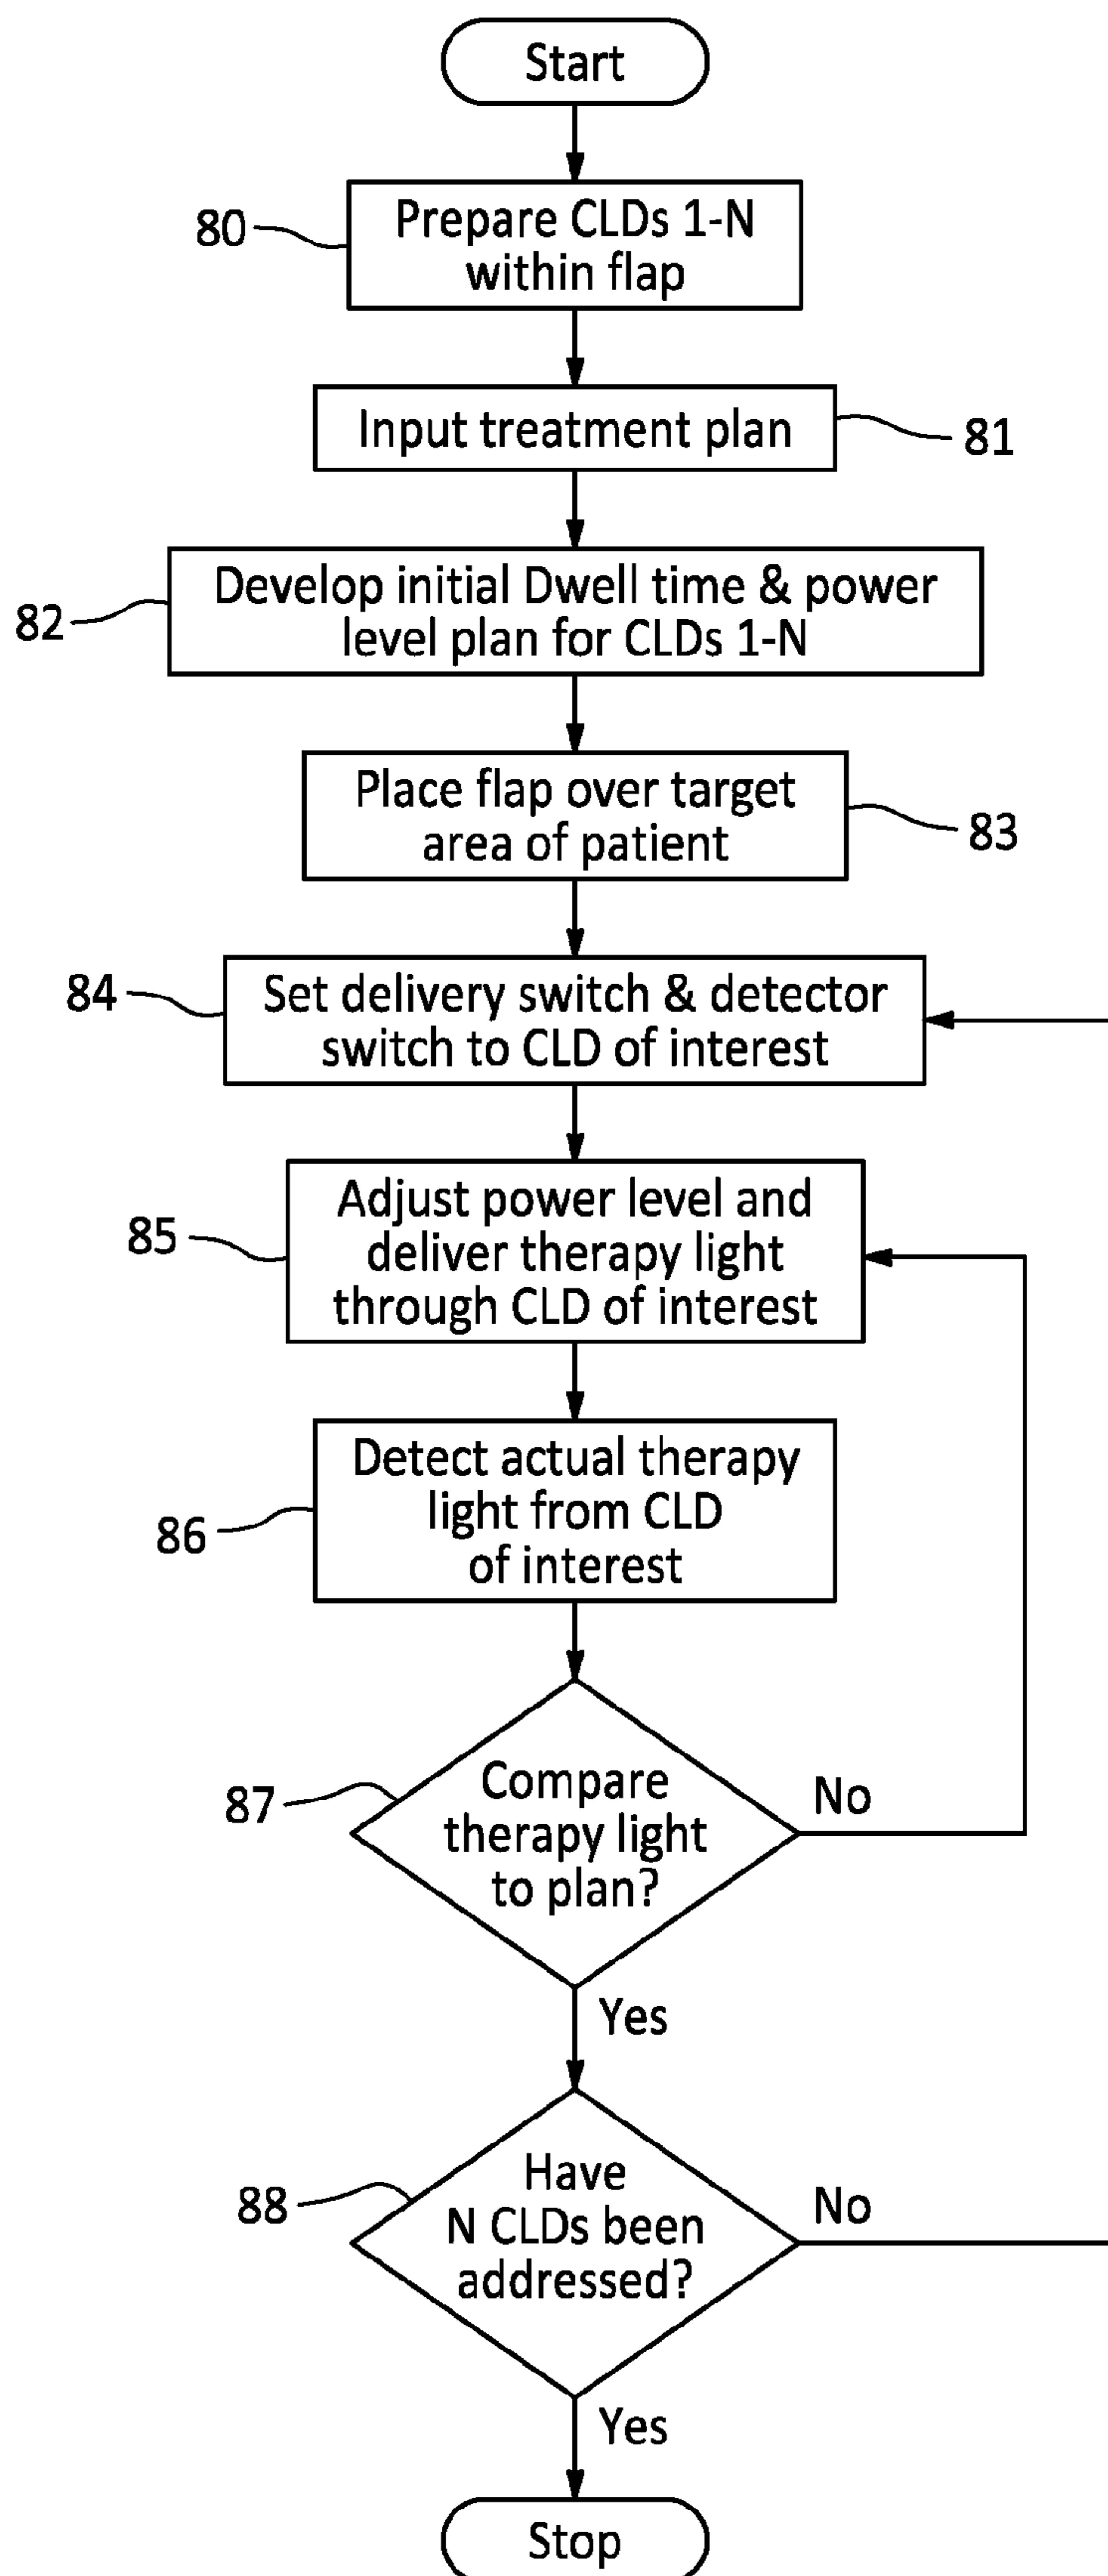 Start
80
Prepare CLDs 1-N
within flap
Input treatment plan
81
82
Develop initial Dwell time & power
level plan for CLDs 1-N
Place flap over target
area of patient
83
84
Set delivery switch & detector
switch to CLD of interest
85
Adjust power level and
deliver therapy light
through CLD of interest
86
Detect actual therapy
light from CLD
of interest
87
Compare
therapy light
to plan?
No
Yes
88
Have
N CLDs been
addressed?
No
Yes
Stop